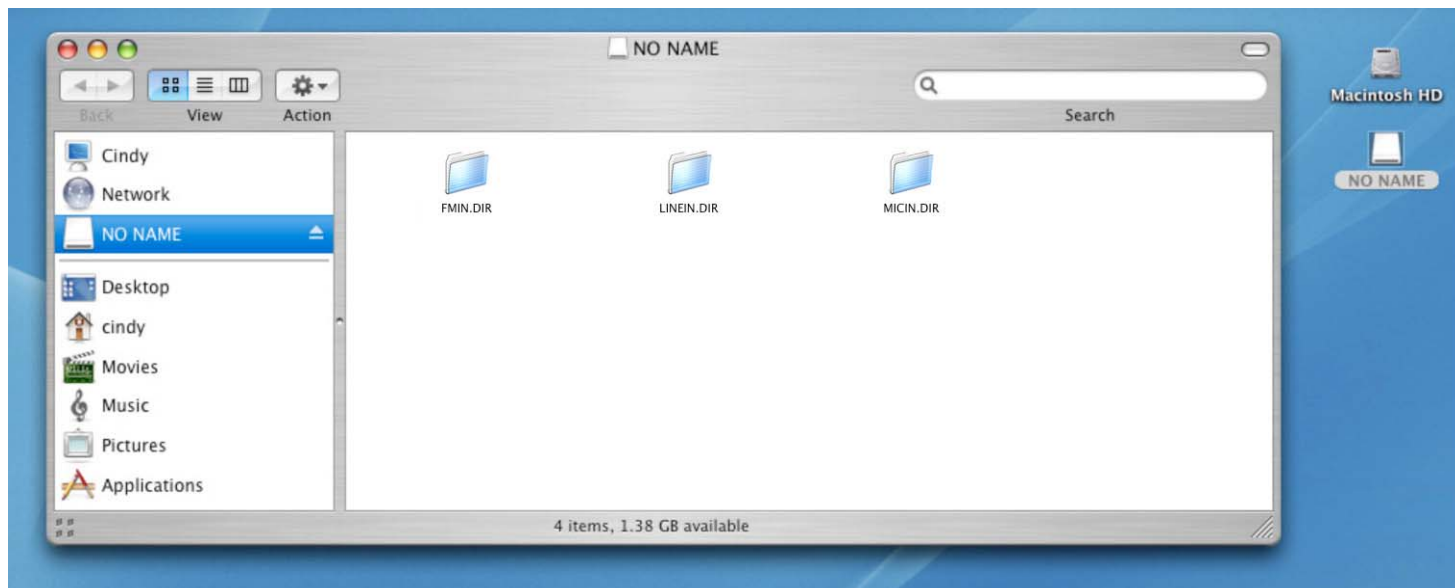 NO NAME
Back
View
Action
Search
Macintosh HD
NO NAME
Cindy
Network
NO NAME
Desktop
cindy
Movies
Music
Pictures
Applications
FMIN.DIR
LINEIN.DIR
MICIN.DIR
4 items, 1.38 GB available